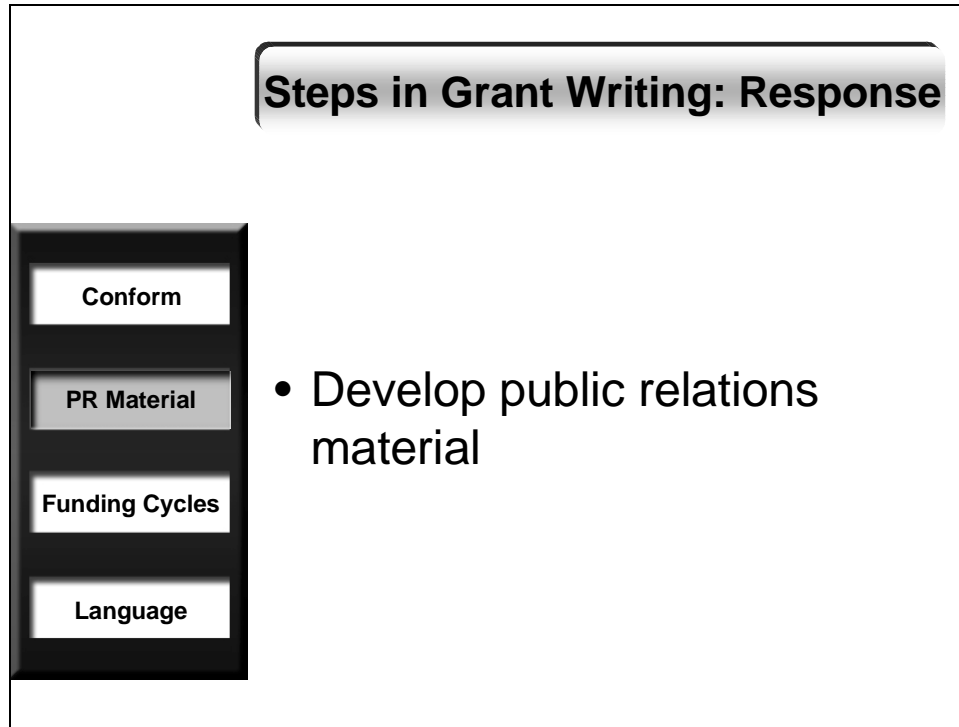 Steps in Grant Writing: Response
Conform
PR Material
Funding Cycles
Language
• Develop public relations
material